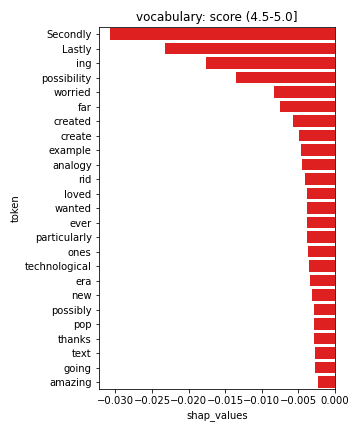 vocabulary: score (4.5-5.0]
Secondly
Lastly
ing
possibility
worried
far
created
create
example
analogy
rid
loved
wanted
ever
particularly
ones
technological
era
new
possibly
pop
thanks
text
going
amazing
token
−0.030 −0.025 −0.020 −0.015 −0.010 −0.005 0.000
shap_values